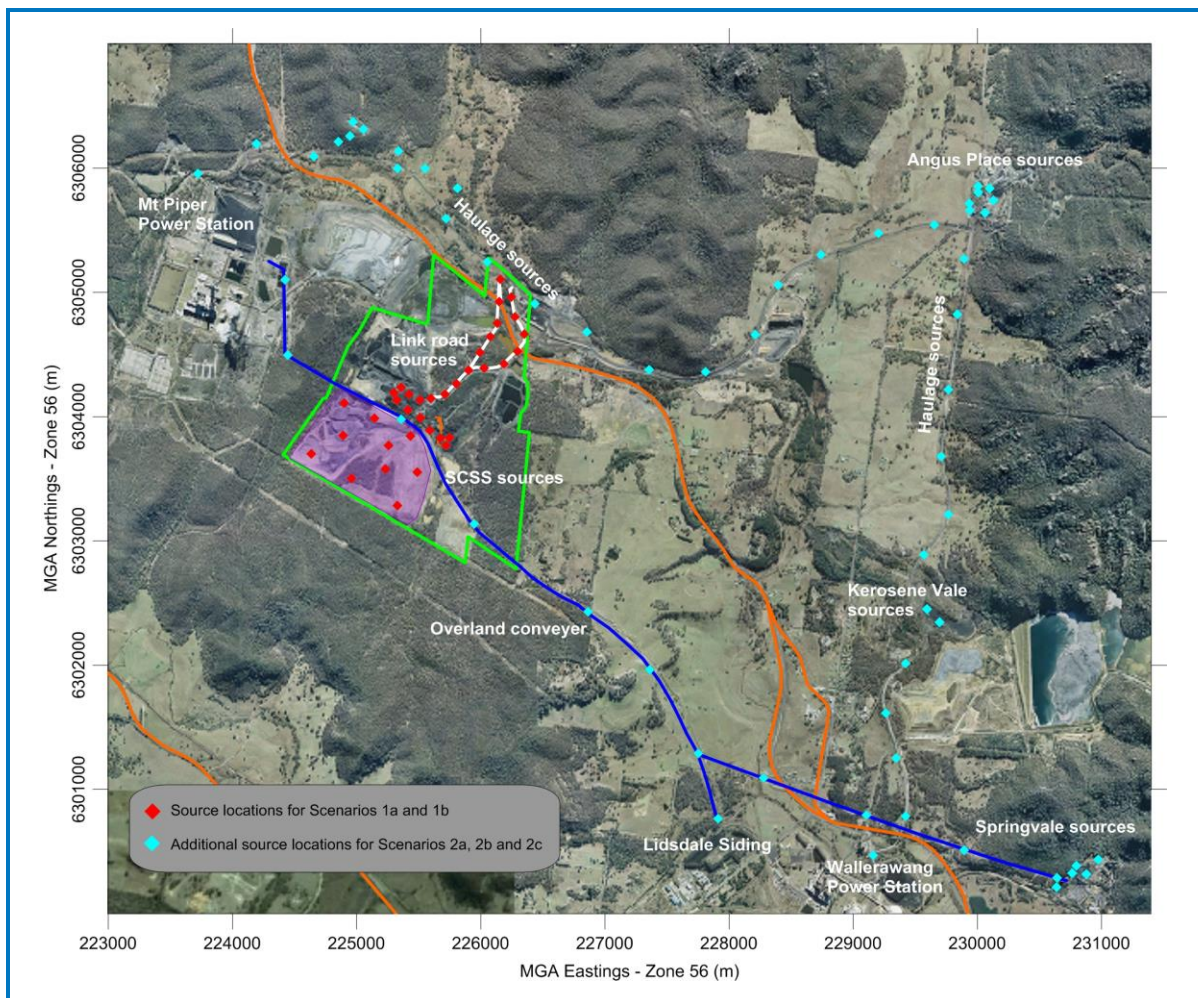 6306000
6305000
6304000
6303000
6302000
6301000
MGA Northings - Zone 56 (m)
Mt Piper
Power Station
Haulage sources
Angus Place sources
Link road
sources
Haulage sources
SCSS sources
Kerosene Vale
sources
Overland conveyer
Source locations for Scenarios 1a and 1b
Additional source locations for Scenarios 2a, 2b and 2c
Lidsdale Siding
Springvale sources
Wallerawang
Power Station
223000
224000
225000
226000
227000
228000
229000
230000
231000
MGA Eastings - Zone 56 (m)